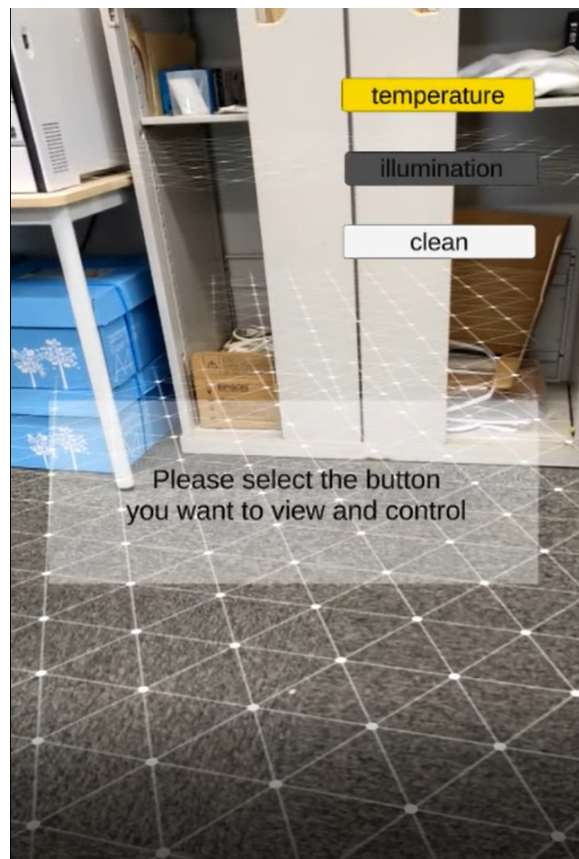 temperature
illumination
clean
Please select the button
you want to view and control